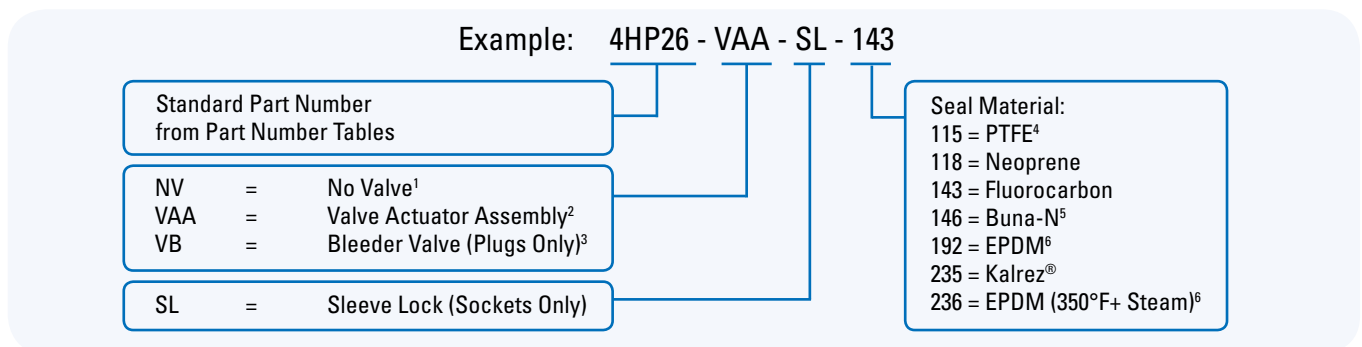 Example: 4HP26 - VAA - SL - 143
Standard Part Number
from Part Number Tables
NV = No Valve¹
VAA = Valve Actuator Assembly²
VB = Bleeder Valve (Plugs Only)³
SL = Sleeve Lock (Sockets Only)
Seal Material:
115 = PTFE⁴
118 = Neoprene
143 = Fluorocarbon
146 = Buna-N⁵
192 = EPDM⁶
235 = Kalrez®
236 = EPDM (350°F+ Steam)⁶